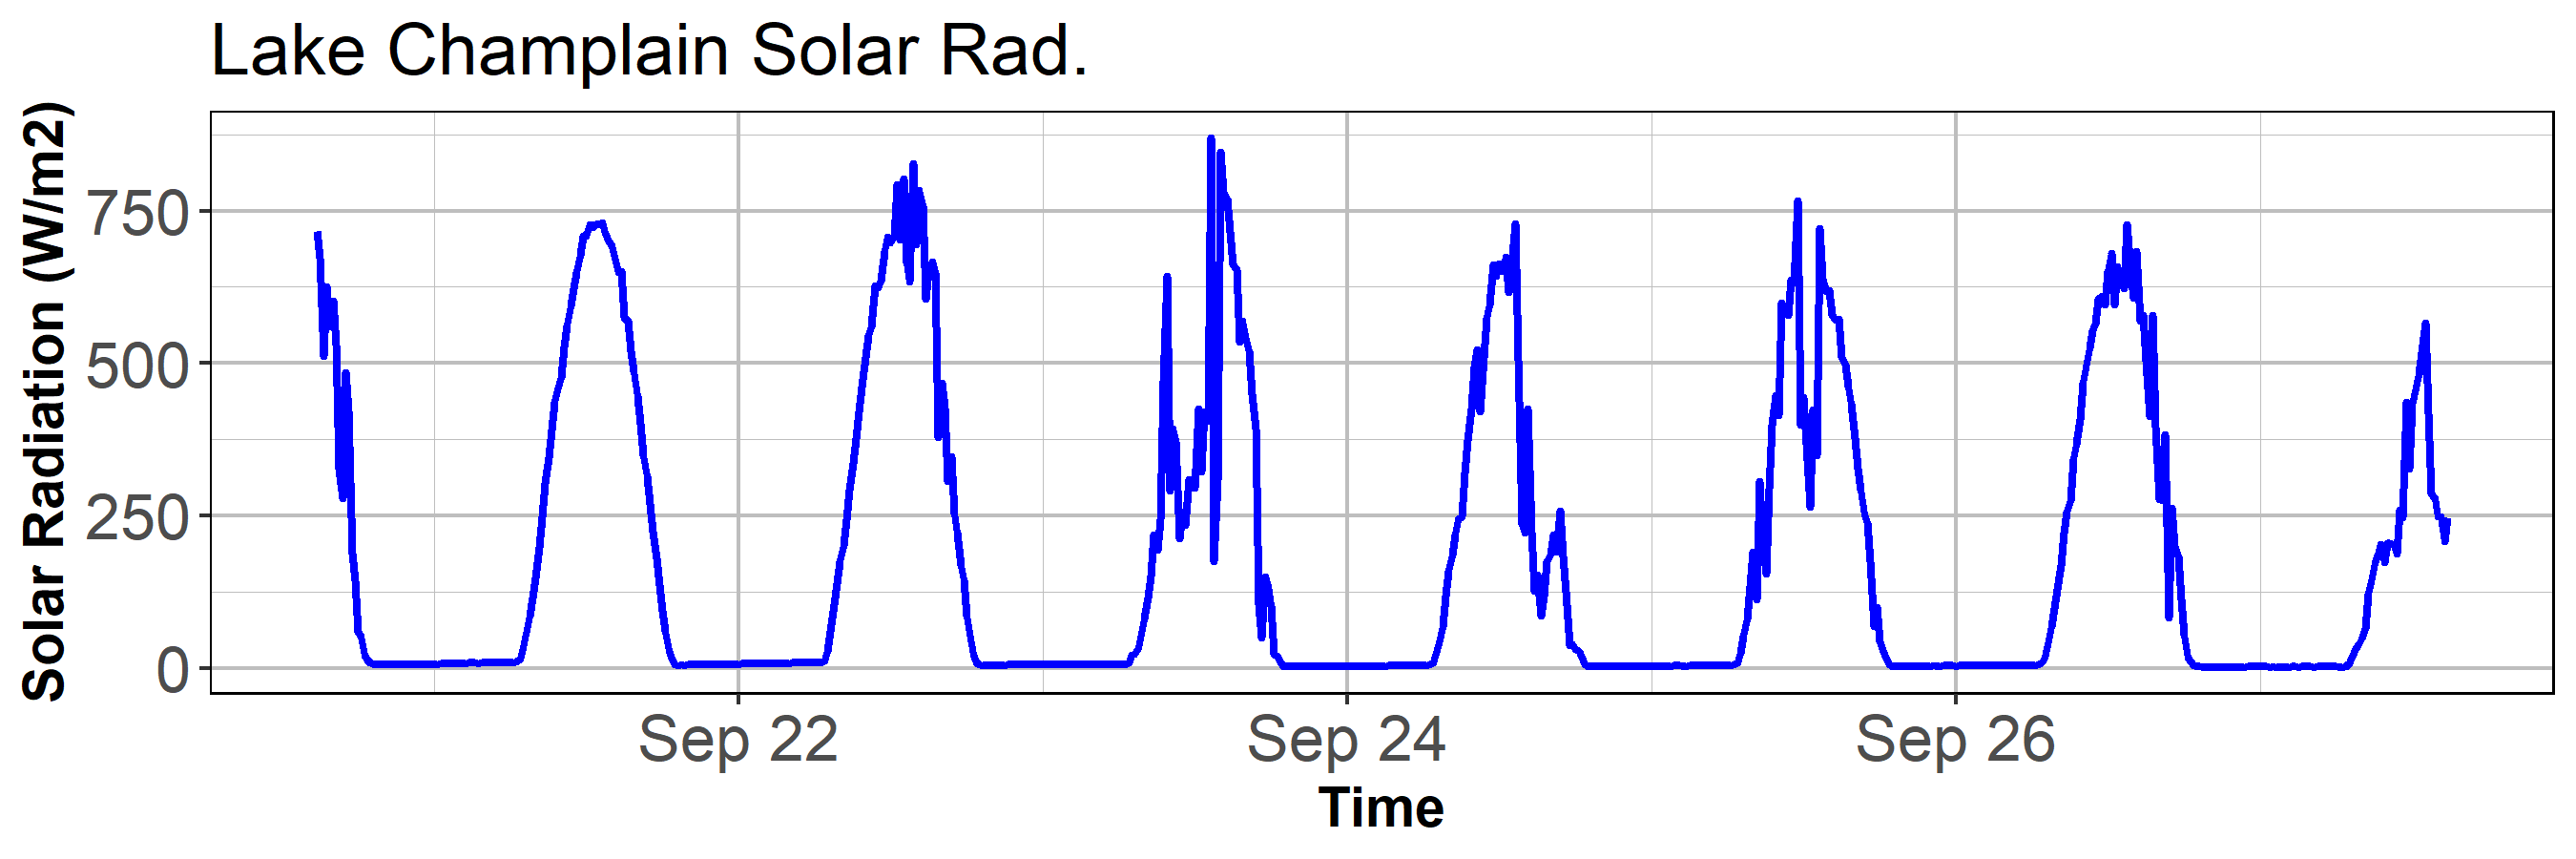 Lake Champlain Solar Rad.
Solar Radiation (W/m2)
750
500
250
0
Sep 22
Sep 24
Sep 26
Time